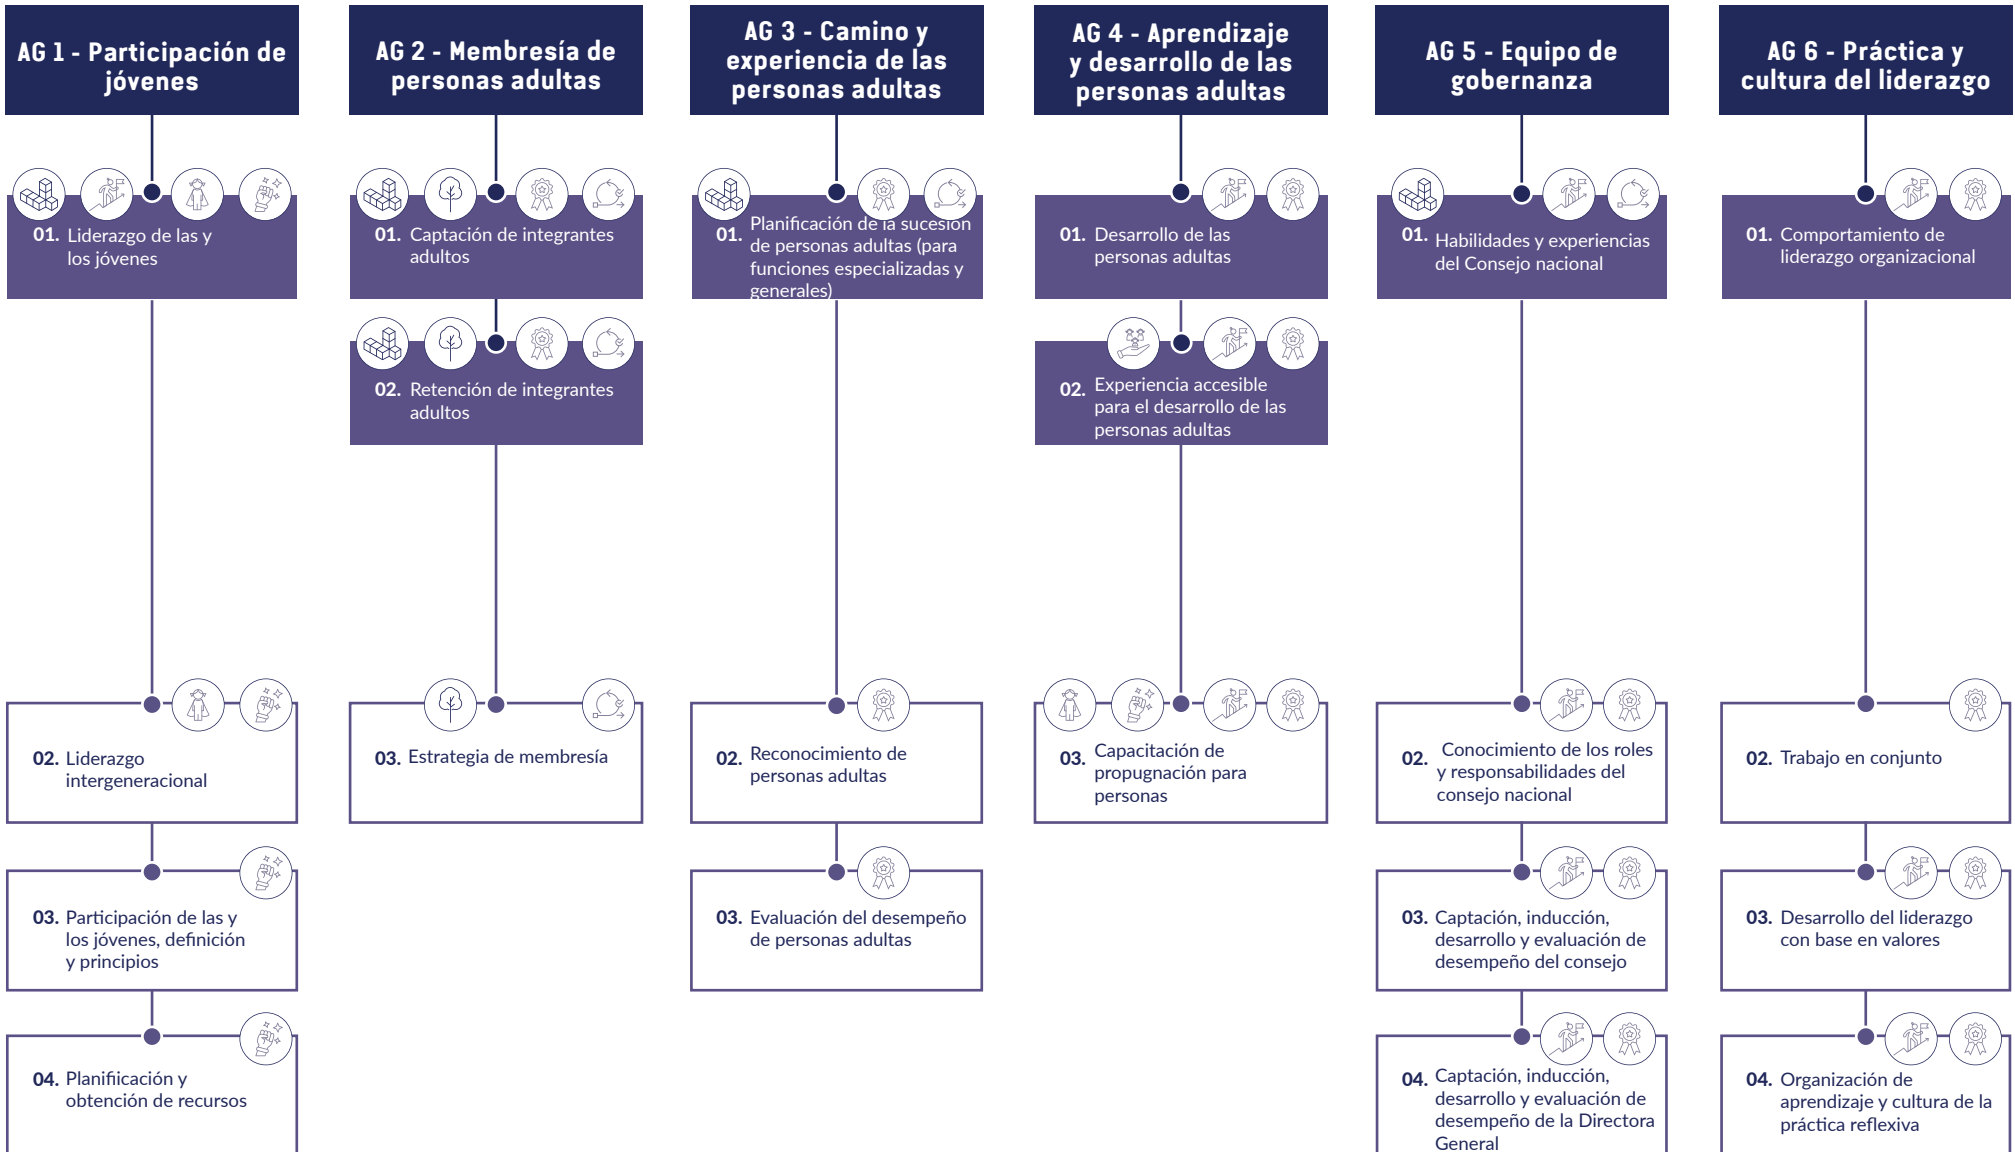 AG 1 - Participación de
jóvenes
01. Liderazgo de las y
los jóvenes
02. Liderazgo
intergeneracional
03. Participación de las y
los jóvenes, definición
y principios
04. Planifiicación y
obtención de recursos
AG 2 - Membresía de
personas adultas
01. Captación de integrantes
adultos
02. Retención de integrantes
adultos
03. Estrategia de membresía
AG 3 - Camino y
experiencia de las
personas adultas
01. Planificación de la sucesión
de personas adultas (para
funciones especializadas y
generales)
02. Reconocimiento de
personas adultas
03. Evaluación del desempeño
de personas adultas
AG 4 - Aprendizaje
y desarrollo de las
personas adultas
01. Desarrollo de las
personas adultas
02. Experiencia accesible
para el desarrollo de las
personas adultas
03. Capacitación de
propugnación para
personas
AG 5 - Equipo de
gobernanza
01. Habilidades y experiencias
del Consejo nacional
02. Conocimiento de los roles
y responsabilidades del
consejo nacional
03. Captación, inducción,
desarrollo y evaluación de
desempeño del consejo
04. Captación, inducción,
desarrollo y evaluación de
desempeño de la Directora
General
AG 6 - Práctica y
cultura del liderazgo
01. Comportamiento de
liderazgo organizacional
02. Trabajo en conjunto
03. Desarrollo del liderazgo
con base en valores
04. Organización de
aprendizaje y cultura de la
práctica reflexiva